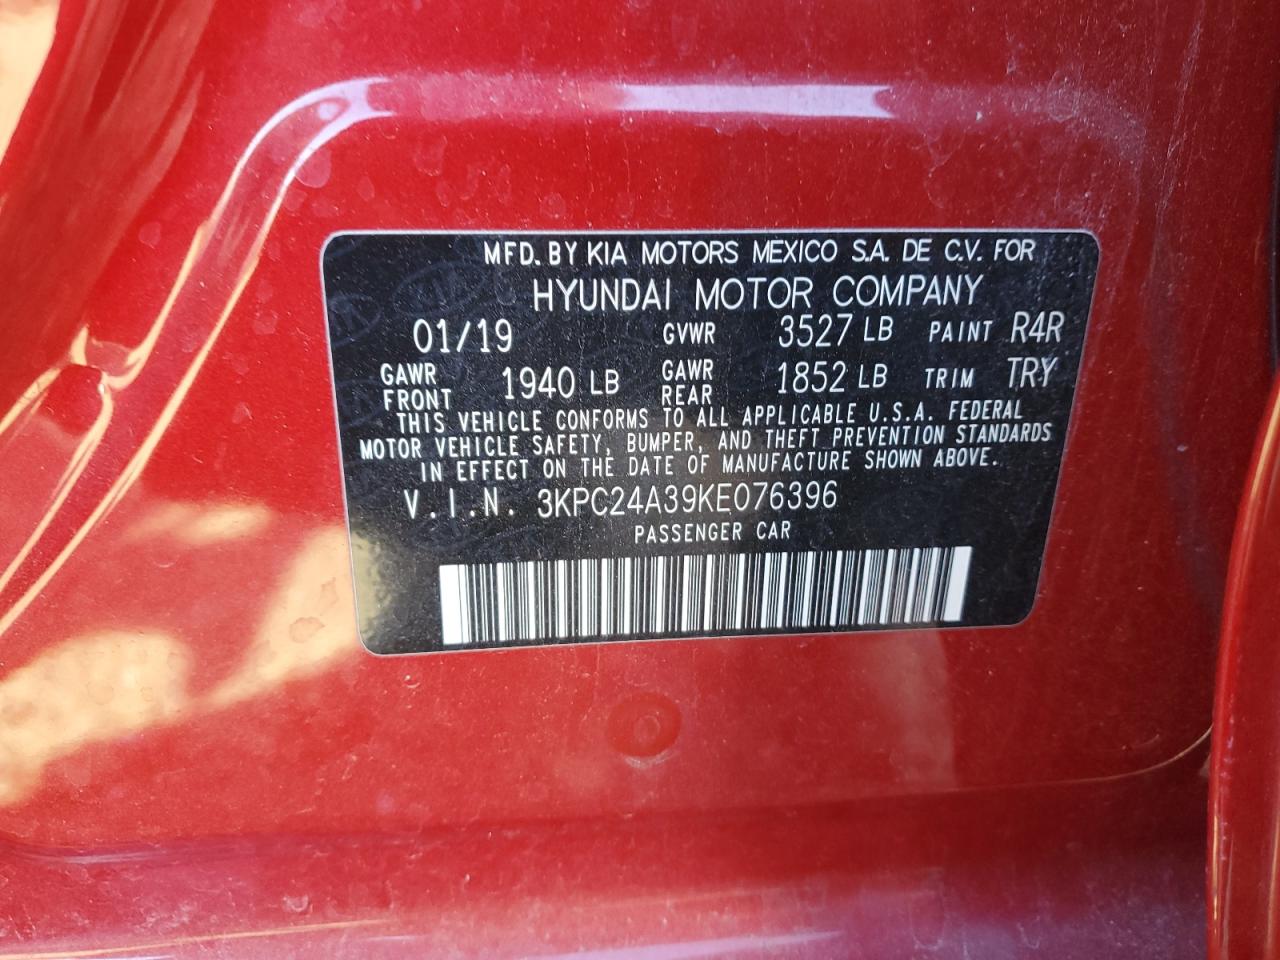 MFD. BY KIA MOTORS MEXICO S.A. DE C.V. FOR
HYUNDAI MOTOR COMPANY
01/19 GVWR 3527 LB PAINT R4R
GAWR FRONT 1940 LB GAWR REAR 1852 LB TRIM TRY
THIS VEHICLE CONFORMS TO ALL APPLICABLE U.S.A. FEDERAL
MOTOR VEHICLE SAFETY, BUMPER, AND THEFT PREVENTION STANDARDS
IN EFFECT ON THE DATE OF MANUFACTURE SHOWN ABOVE.
V.I.N. 3KPC24A39KE076396
PASSENGER CAR